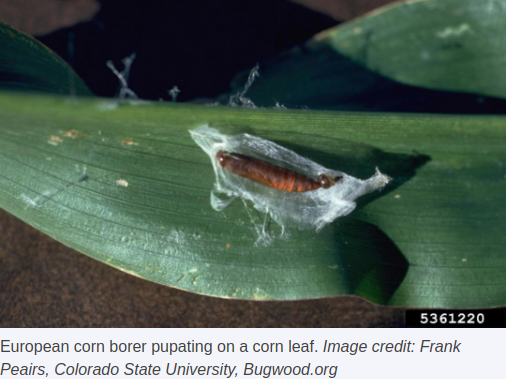 5361220
European corn borer pupating on a corn leaf. Image credit: Frank
Peairs, Colorado State University, Bugwood.org